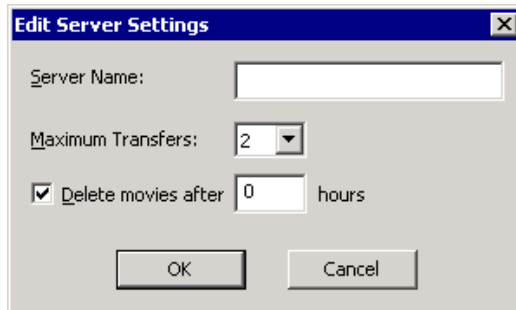 Edit Server Settings
Server Name:
Maximum Transfers: 2
Delete movies after 0 hours
OK Cancel